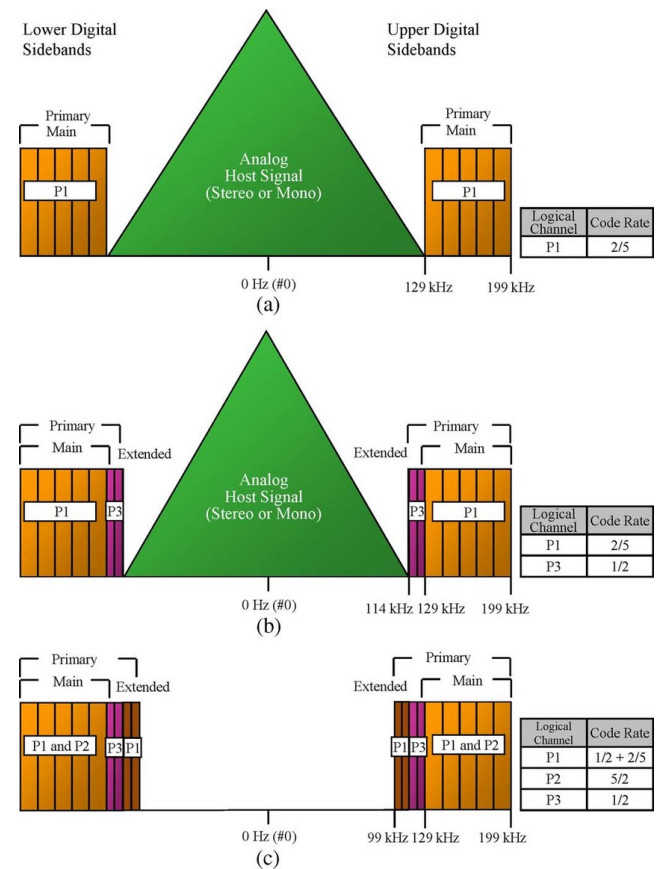 Lower Digital
Sidebands
Upper Digital
Sidebands
Primary
Main
Primary
Main
P1
Analog
Host Signal
(Stereo or Mono)
P1
Logical
Channel
Code Rate
P1
2/5
0 Hz (#0)
129 kHz
199 kHz
(a)
Primary
Main
Extended
Primary
Extended
Main
P1
P3
Analog
Host Signal
(Stereo or Mono)
P3
P1
Logical
Channel
Code Rate
P1
2/5
P3
1/2
0 Hz (#0)
114 kHz
129 kHz
199 kHz
(b)
Primary
Main
Extended
Primary
Extended
Main
P1 and P2
P3
P1
P1
P3
P1 and P2
Logical
Channel
Code Rate
P1
1/2 + 2/5
P2
5/2
P3
1/2
0 Hz (#0)
99 kHz
129 kHz
199 kHz
(c)